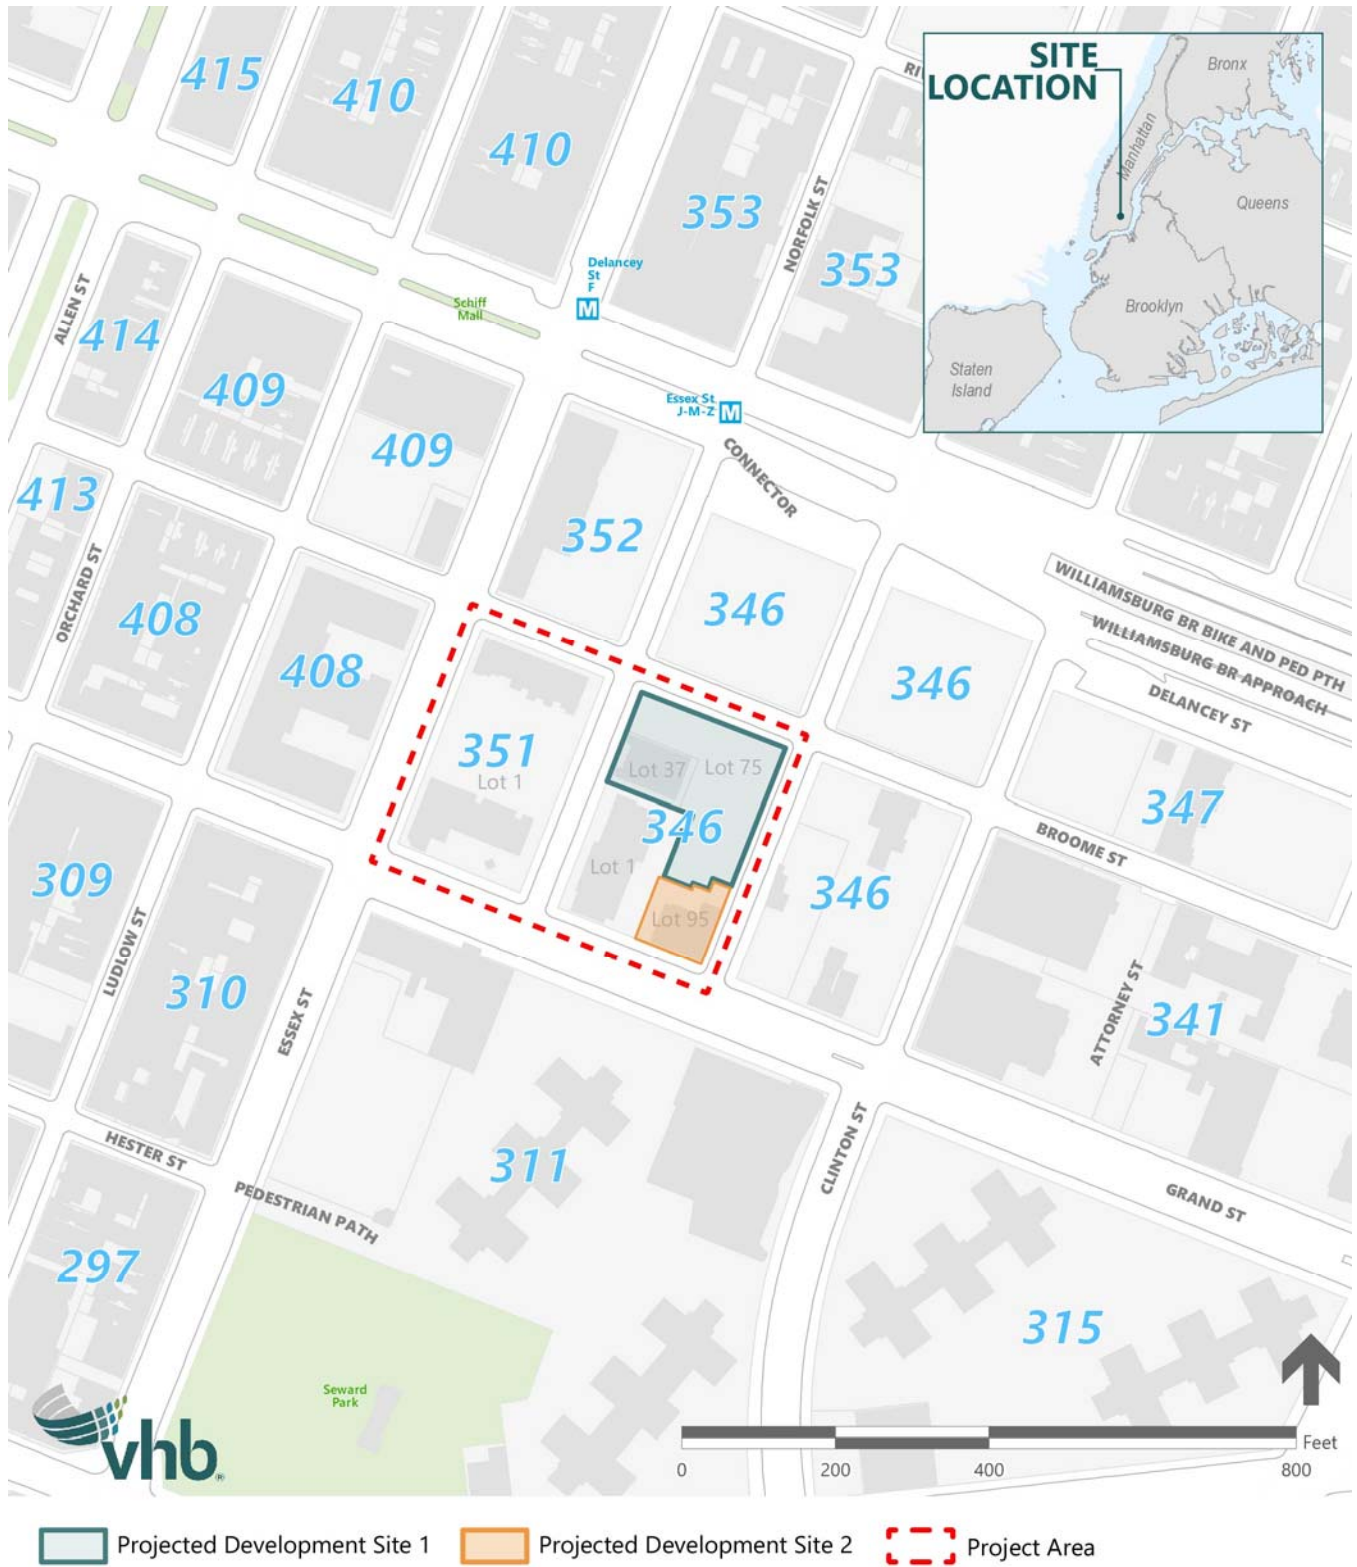 415
410
410
353
NORFOLK ST
353
SITE
LOCATION
Bronx
Manhattan
Queens
Brooklyn
Staten
Island
Delancey
St
F
M
Schiff
Mall
ALLEN ST
414
409
409
Essex St
J-M-Z
M
CONNECTOR
413
ORCHARD ST
408
408
352
346
346
WILLIAMSBURG BR BIKE AND PED PTH
WILLIAMSBURG BR APPROACH
DELANCEY ST
351
Lot 1
Lot 37
Lot 75
346
Lot 1
Lot 95
346
347
BROOME ST
309
LUDLOW ST
310
ESSEX ST
ATTORNEY ST
341
HESTER ST
PEDESTRIAN PATH
311
CLINTON ST
GRAND ST
297
315
Seward
Park
vhb®
Feet
0 200 400 800
Projected Development Site 1 Projected Development Site 2 Project Area